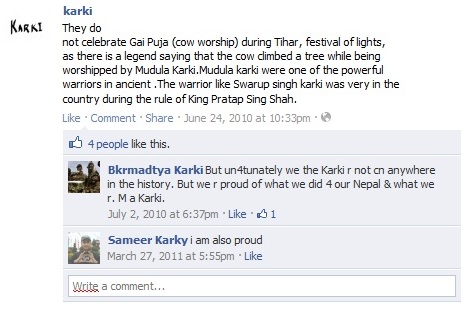 KARKI
karki
They do
not celebrate Gai Puja (cow worship) during Tihar, festival of lights,
as there is a legend saying that the cow climbed a tree while being
worshipped by Mudula Karki.Mudula karki were one of the powerful
warriors in ancient .The warrior like Swarup singh karki was very in the
country during the rule of King Pratap Sing Shah.
Like · Comment · Share · June 24, 2010 at 10:33pm ·
4 people like this.
Bkrmadtya Karki But un4tunately we the Karki r not cn anywhere
in the history. But we r proud of what we did 4 our Nepal & what we
r. M a Karki.
July 2, 2010 at 6:37pm · Like · 1
Sameer Karky i am also proud
March 27, 2011 at 5:55pm · Like
Write a comment...